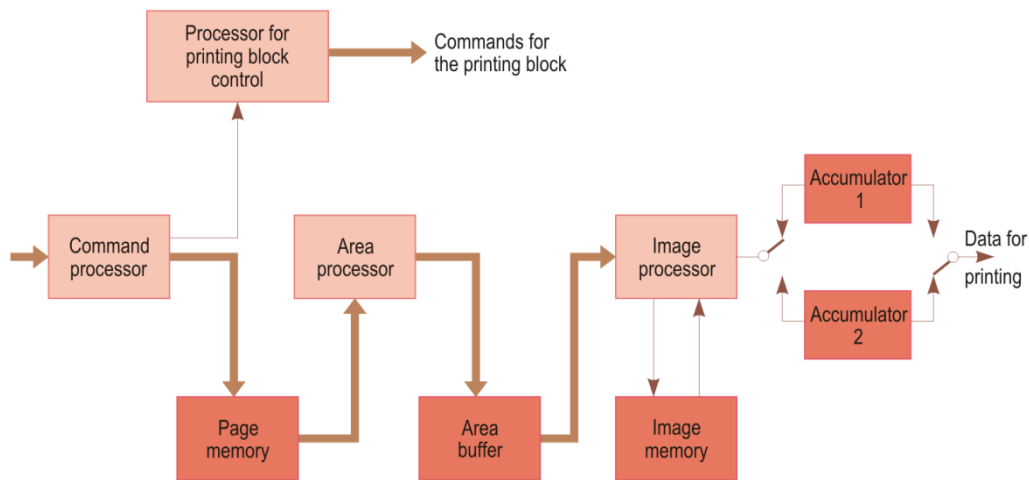 Processor for
printing block
control
Commands for
the printing block
Command
processor
Area
processor
Image
processor
Accumulator
1
Data for
printing
Accumulator
2
Page
memory
Area
buffer
Image
memory